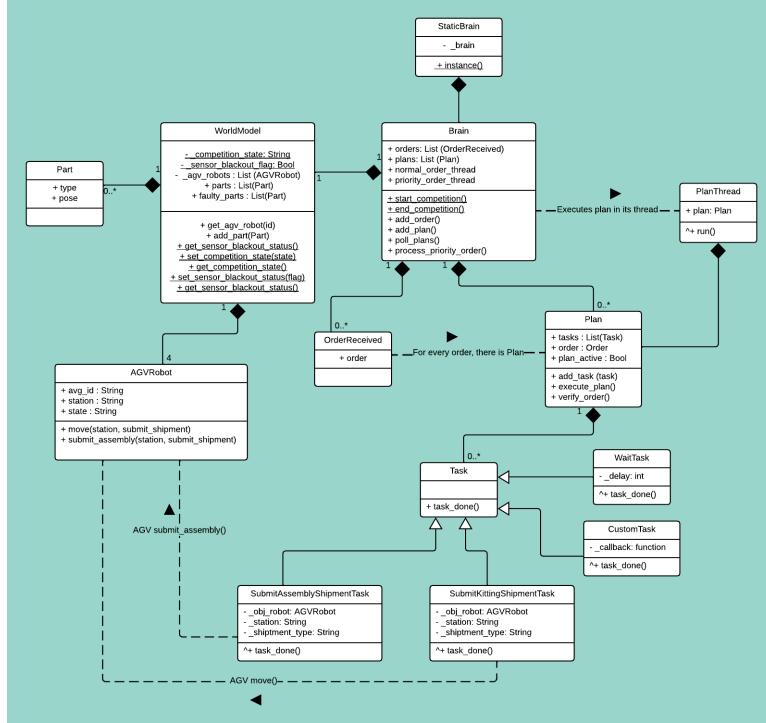 StaticBrain
- _brain
+ instance()
WorldModel
- _competition_state: String
- _sensor_blackout_flag: Bool
- _agv_robots : List (AGVRobot)
+ parts : List(Part)
+ faulty_parts : List(Part)
+ get_agv_robot(id)
+ add_part(Part)
+ get_sensor_blackout_status()
+ set_competition_state(state)
+ get_competition_state()
+ set_sensor_blackout_status(flag)
+ get_sensor_blackout_status()
Brain
+ orders: List (OrderReceived)
+ plans: List (Plan)
+ normal_order_thread
+ priority_order_thread
+ start_competition()
+ end_competition()
+ add_order()
+ add_plan()
+ poll_plans()
+ process_priority_order()
Part
+ type
+ pose
1
0..*
1
1
Executes plan in its thread
PlanThread
+ plan: Plan
^+ run()
1
1
1
0..*
0..*
OrderReceived
+ order
For every order, there is Plan
Plan
+ tasks : List(Task)
+ order : Order
+ plan_active : Bool
+ add_task (task)
+ execute_plan()
+ verify_order()
4
AGVRobot
+ avg_id : String
+ station : String
+ state : String
+ move(station, submit_shipment)
+ submit_assembly(station, submit_shipment)
1
0..*
Task
+ task_done()
WaitTask
- _delay: int
^+ task_done()
CustomTask
- _callback: function
^+ task_done()
AGV submit_assembly()
SubmitAssemblyShipmentTask
- _obj_robot: AGVRobot
- _station: String
- _shiptment_type: String
^+ task_done()
SubmitKittingShipmentTask
- _obj_robot: AGVRobot
- _station: String
- _shiptment_type: String
^+ task_done()
AGV move()